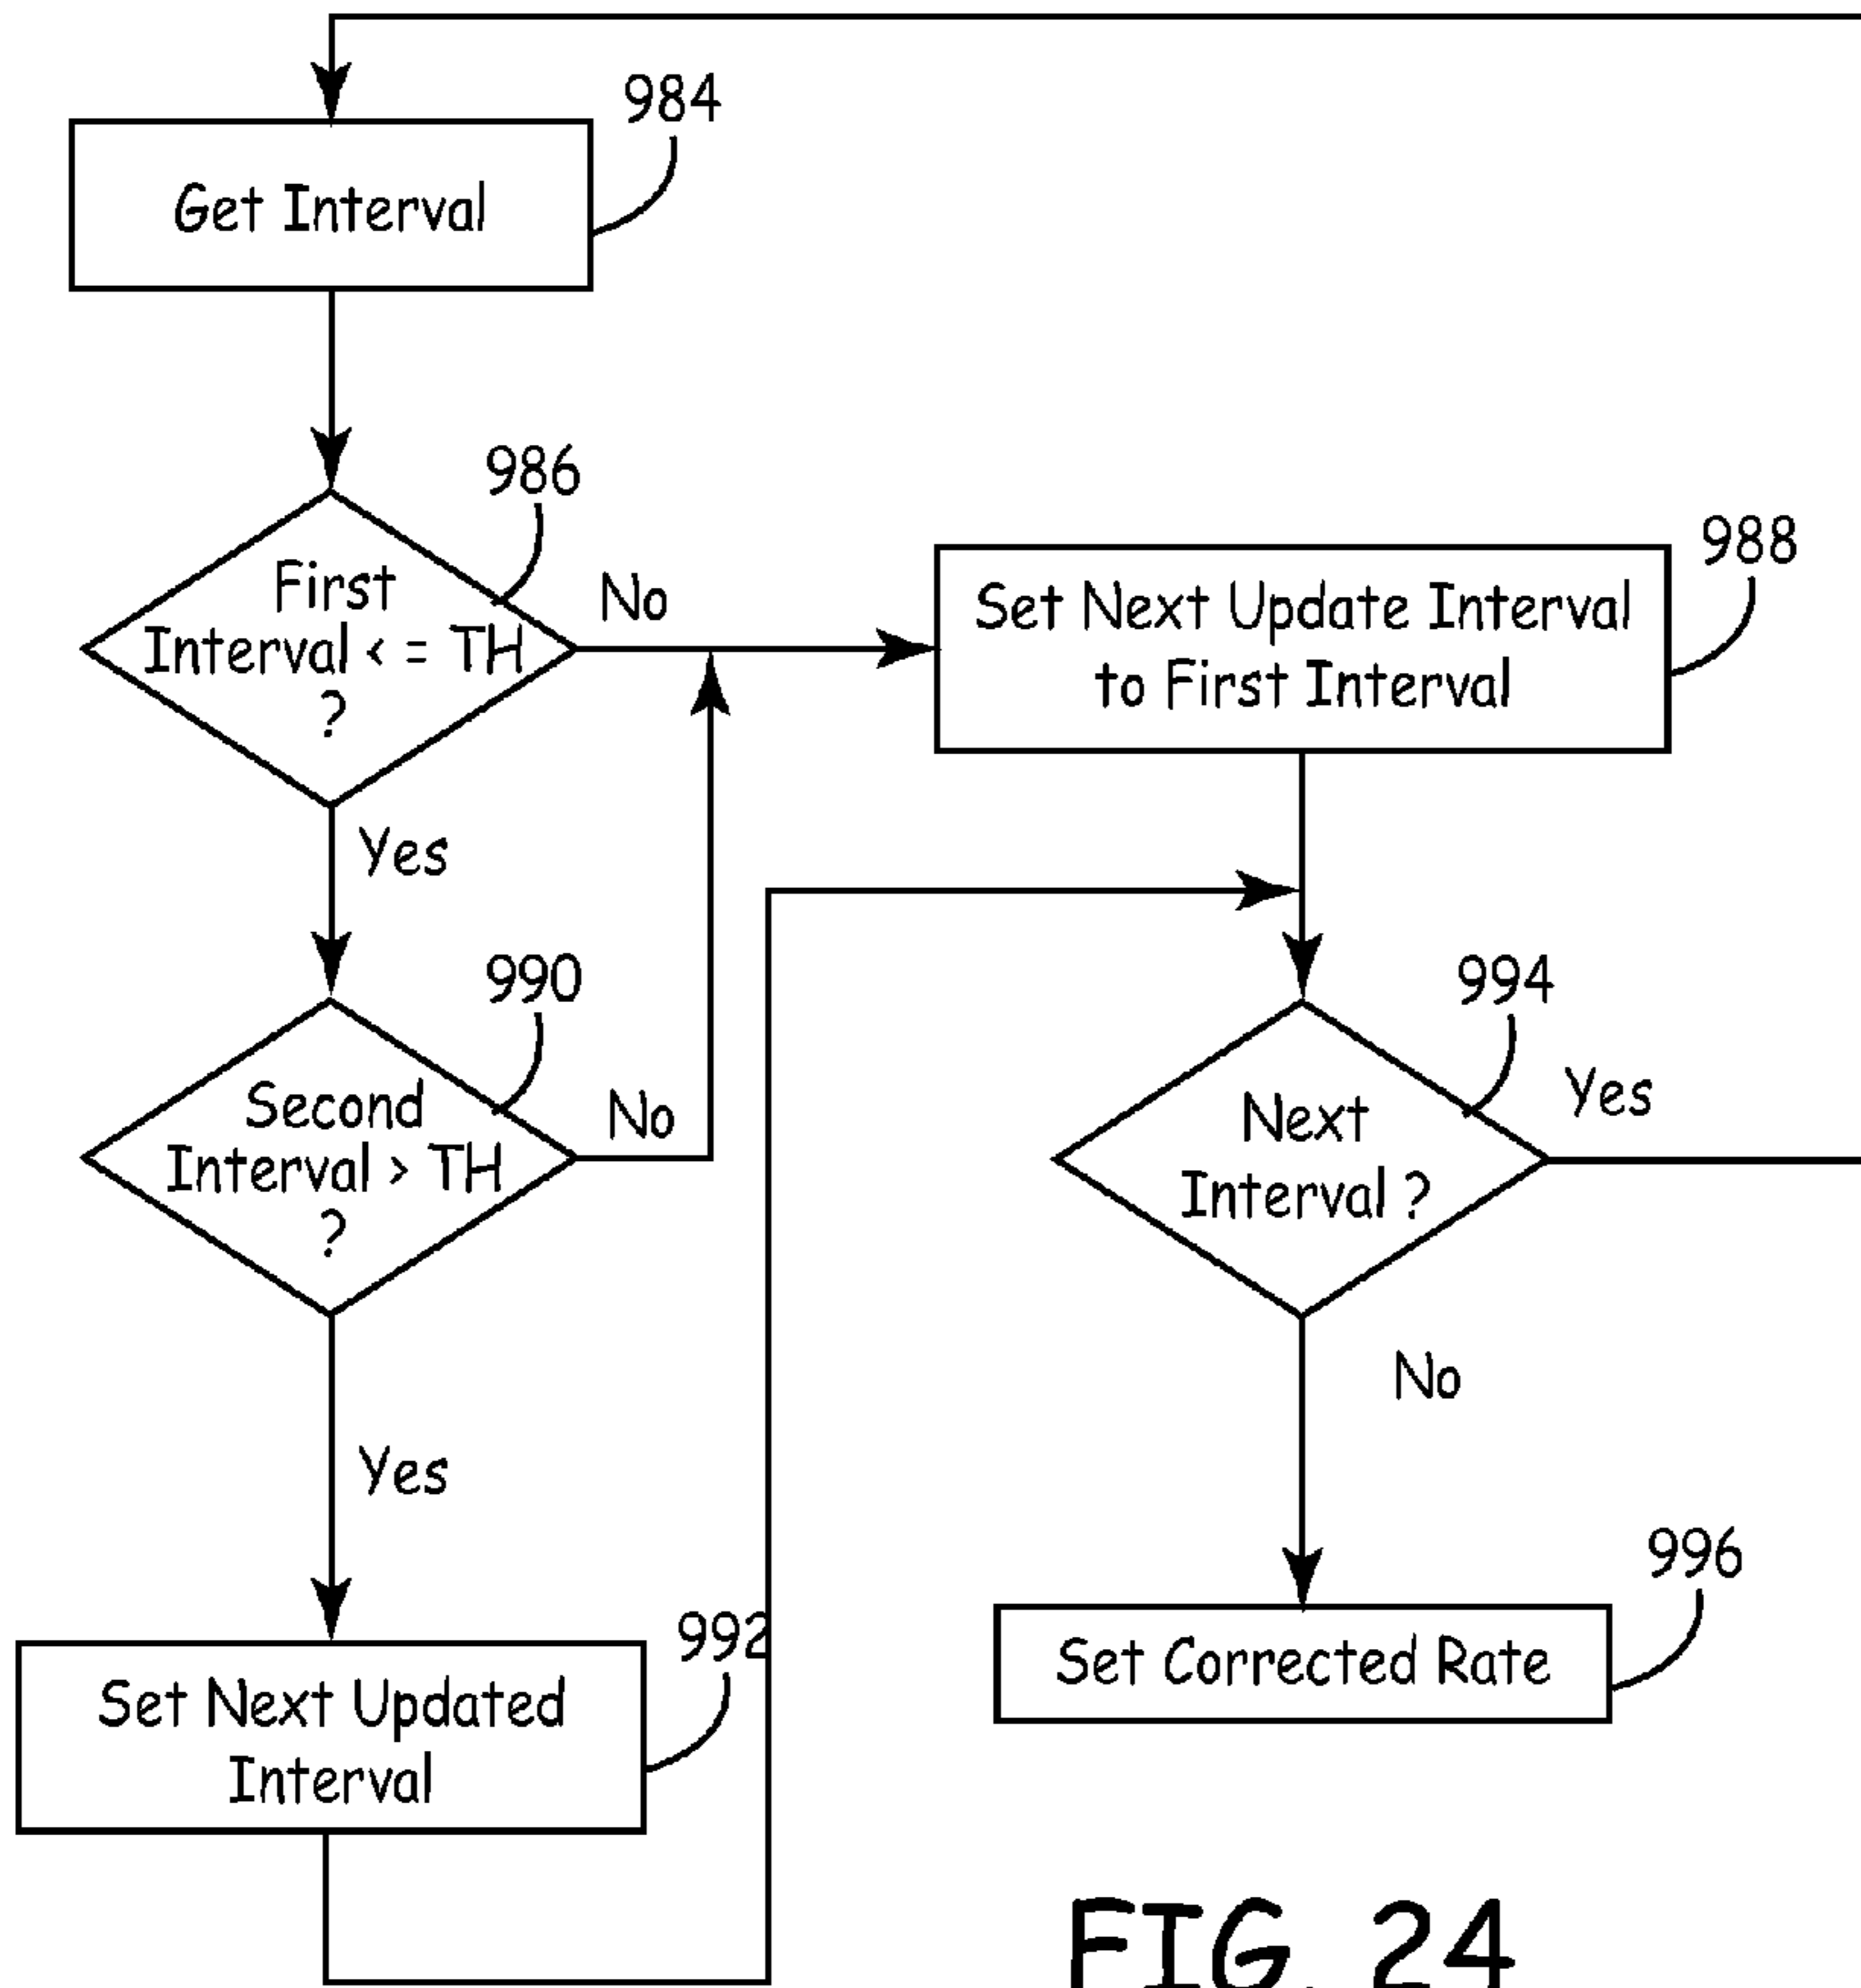 984
Get Interval
986
First
Interval < = TH
?
No
988
Set Next Update Interval
to First Interval
Yes
990
Second
Interval > TH
?
No
994
Next
Interval ?
Yes
No
Yes
992
Set Next Updated
Interval
996
Set Corrected Rate
FIG. 24